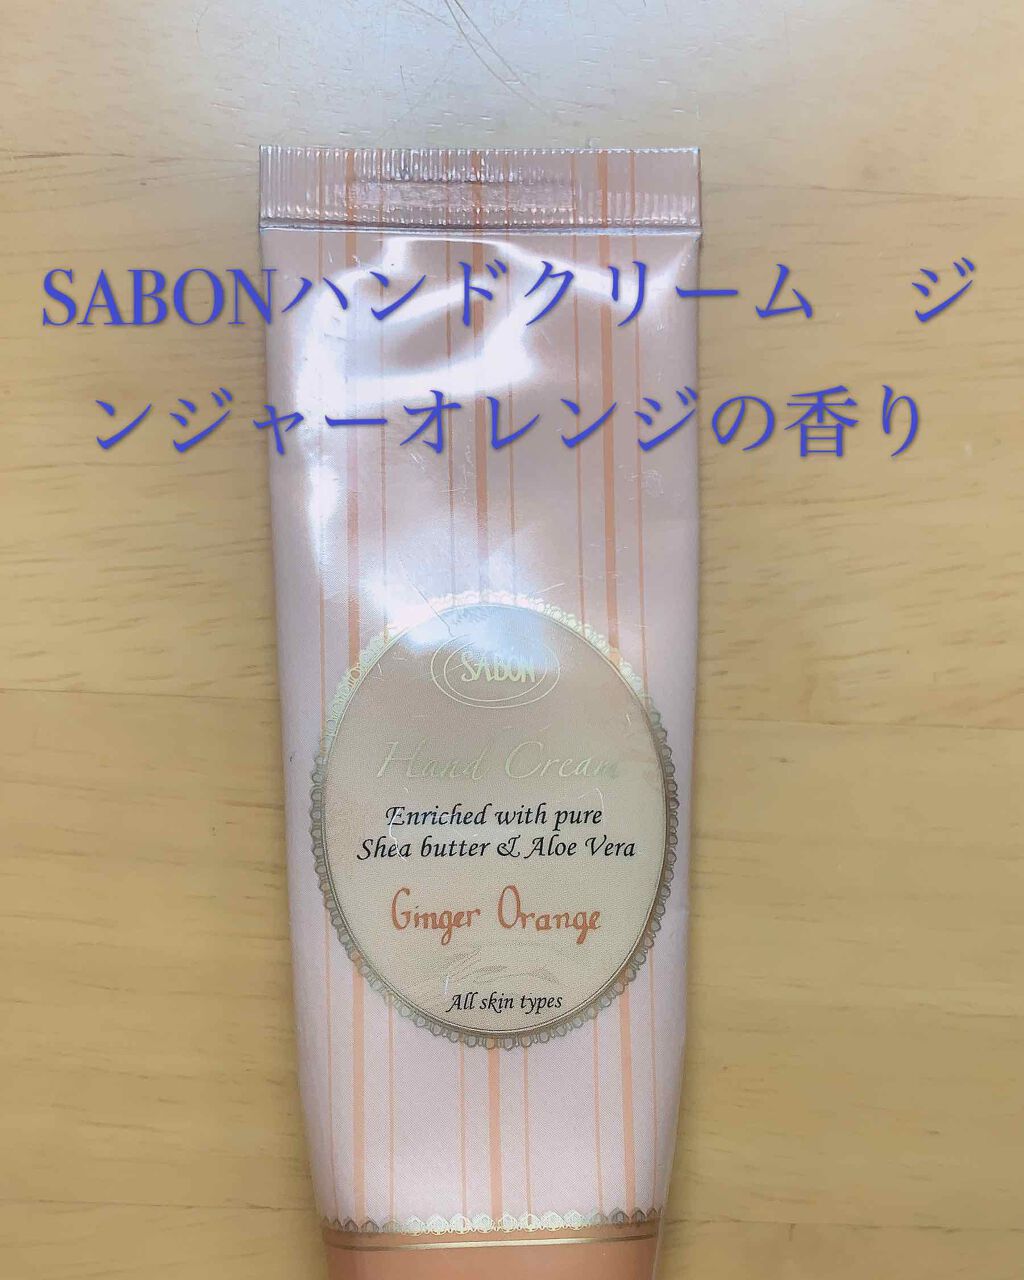 SABONハンドクリーム　ジ
ンジャーオレンジの香り
SABON
Hand Cream
Enriched with pure
Shea butter & Aloe Vera
Ginger Orange
All skin types